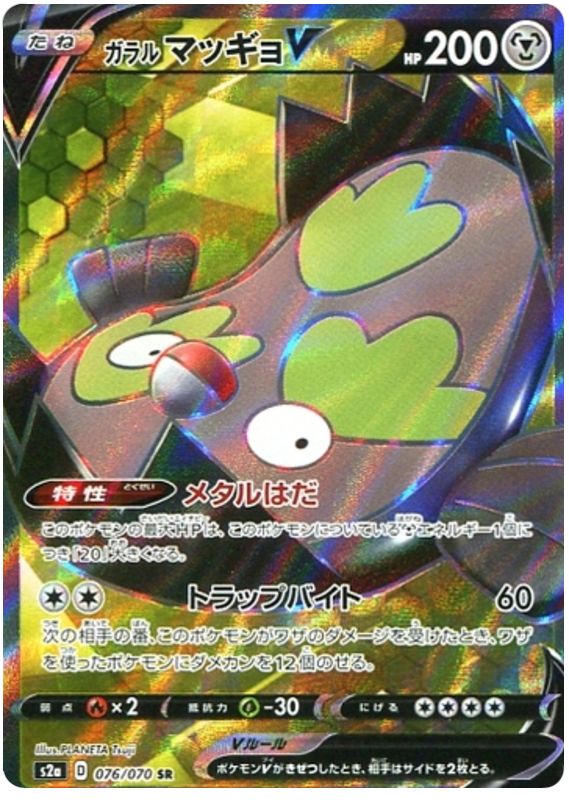 たね ガラル マッギョV HP 200
特性 とくせい メタルはだ
このポケモンの最大HPは、このポケモンについているエネルギー1個に
つき「20」大きくなる。
トラップバイト 60
次の相手の番、このポケモンがワザのダメージを受けたとき、ワザ
を使ったポケモンにダメカンを12個のせる。
弱点 ×2 抵抗力 -30 にげる
Illus. PLANETA Tsuji
Vルール
s2a D 076/070 SR
ポケモンVがきぜつしたとき、相手はサイドを2枚とる。